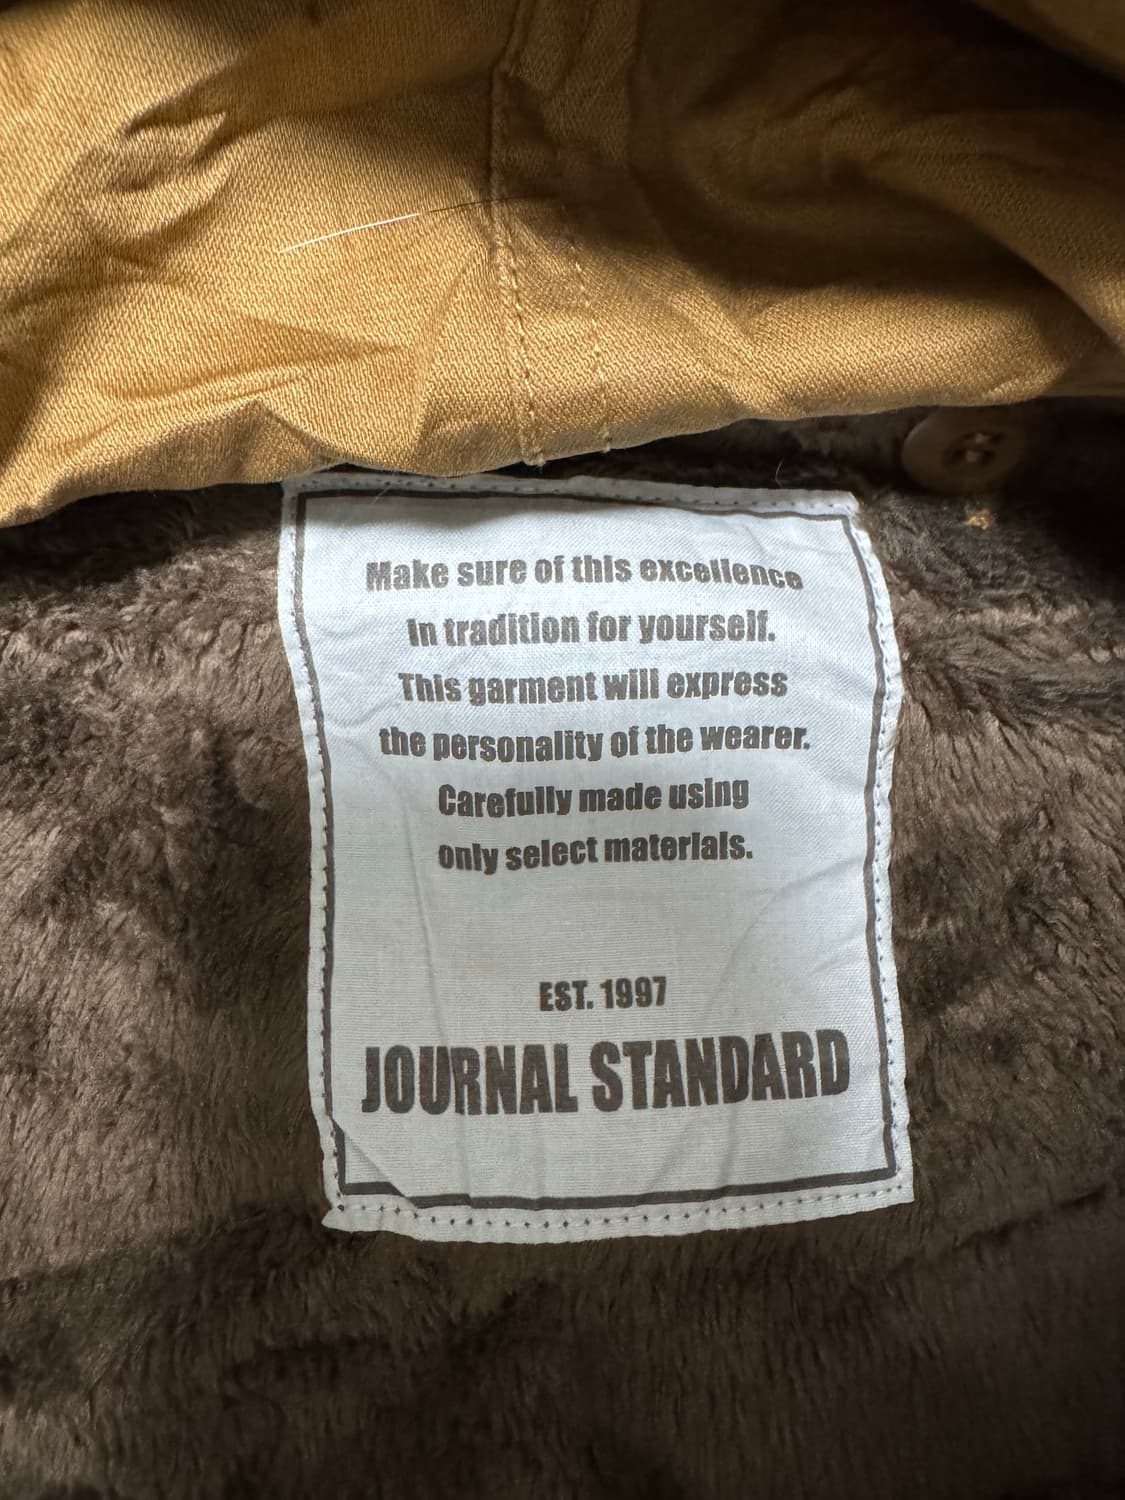 Make sure of this excellence
in tradition for yourself.
This garment will express
the personality of the wearer.
Carefully made using
only select materials.
EST. 1997
JOURNAL STANDARD